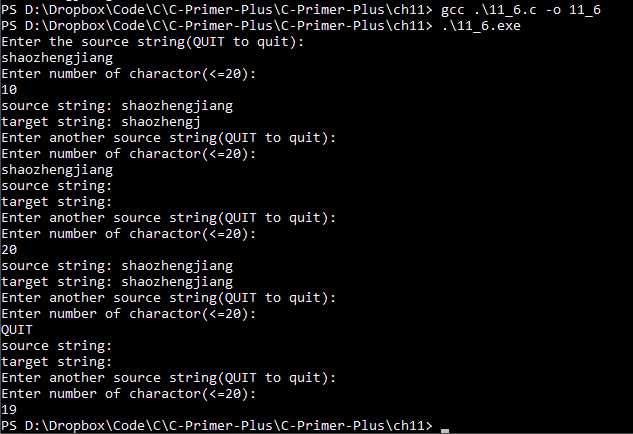 PS D:\Dropbox\Code\C\C-Primer-Plus\C-Primer-Plus\ch11> gcc .\11_6.c -o 11_6
PS D:\Dropbox\Code\C\C-Primer-Plus\C-Primer-Plus\ch11> .\11_6.exe
Enter the source string(QUIT to quit):
shaozhengjiang
Enter number of charactor(<=20):
10
source string: shaozhengjiang
target string: shaozhengj
Enter another source string(QUIT to quit):
Enter number of charactor(<=20):
shaozhengjiang
source string:
target string:
Enter another source string(QUIT to quit):
Enter number of charactor(<=20):
20
source string: shaozhengjiang
target string: shaozhengjiang
Enter another source string(QUIT to quit):
Enter number of charactor(<=20):
QUIT
source string:
target string:
Enter another source string(QUIT to quit):
Enter number of charactor(<=20):
19
PS D:\Dropbox\Code\C\C-Primer-Plus\C-Primer-Plus\ch11>